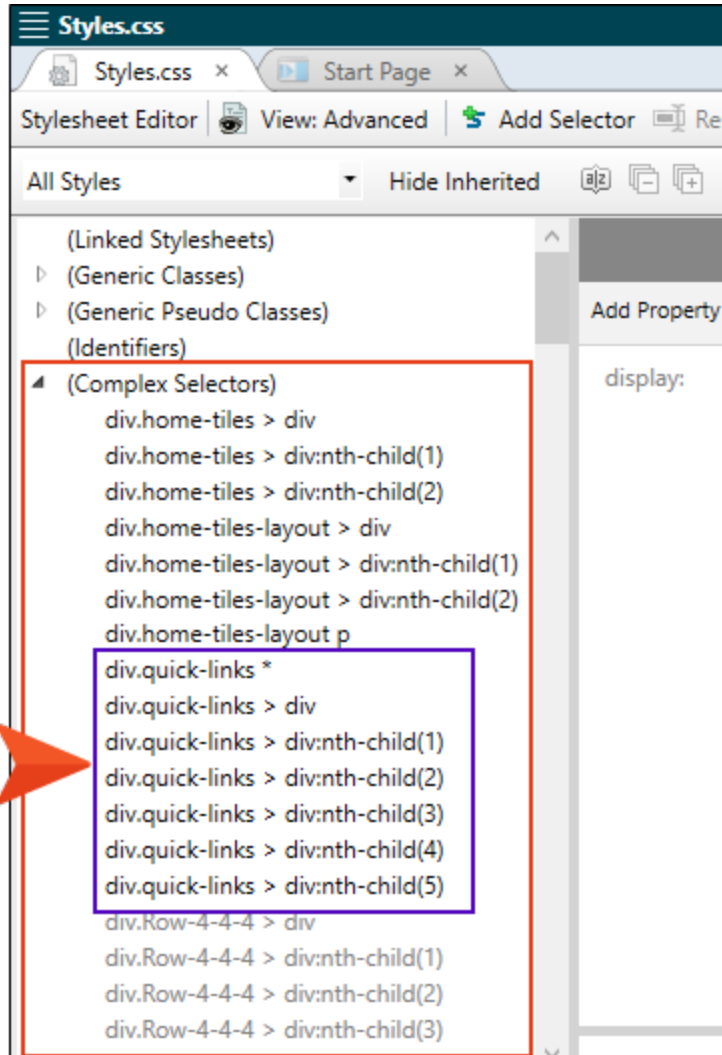 Styles.css
Styles.css × Start Page ×
Stylesheet Editor View: Advanced Add Selector Re
All Styles Hide Inherited a z
(Linked Stylesheets)
(Generic Classes)
(Generic Pseudo Classes)
Add Property
(Identifiers)
(Complex Selectors)
display:
div.home-tiles > div
div.home-tiles > div:nth-child(1)
div.home-tiles > div:nth-child(2)
div.home-tiles-layout > div
div.home-tiles-layout > div:nth-child(1)
div.home-tiles-layout > div:nth-child(2)
div.home-tiles-layout p
div.quick-links *
div.quick-links > div
div.quick-links > div:nth-child(1)
div.quick-links > div:nth-child(2)
div.quick-links > div:nth-child(3)
div.quick-links > div:nth-child(4)
div.quick-links > div:nth-child(5)
div.Row-4-4-4 > div
div.Row-4-4-4 > div:nth-child(1)
div.Row-4-4-4 > div:nth-child(2)
div.Row-4-4-4 > div:nth-child(3)